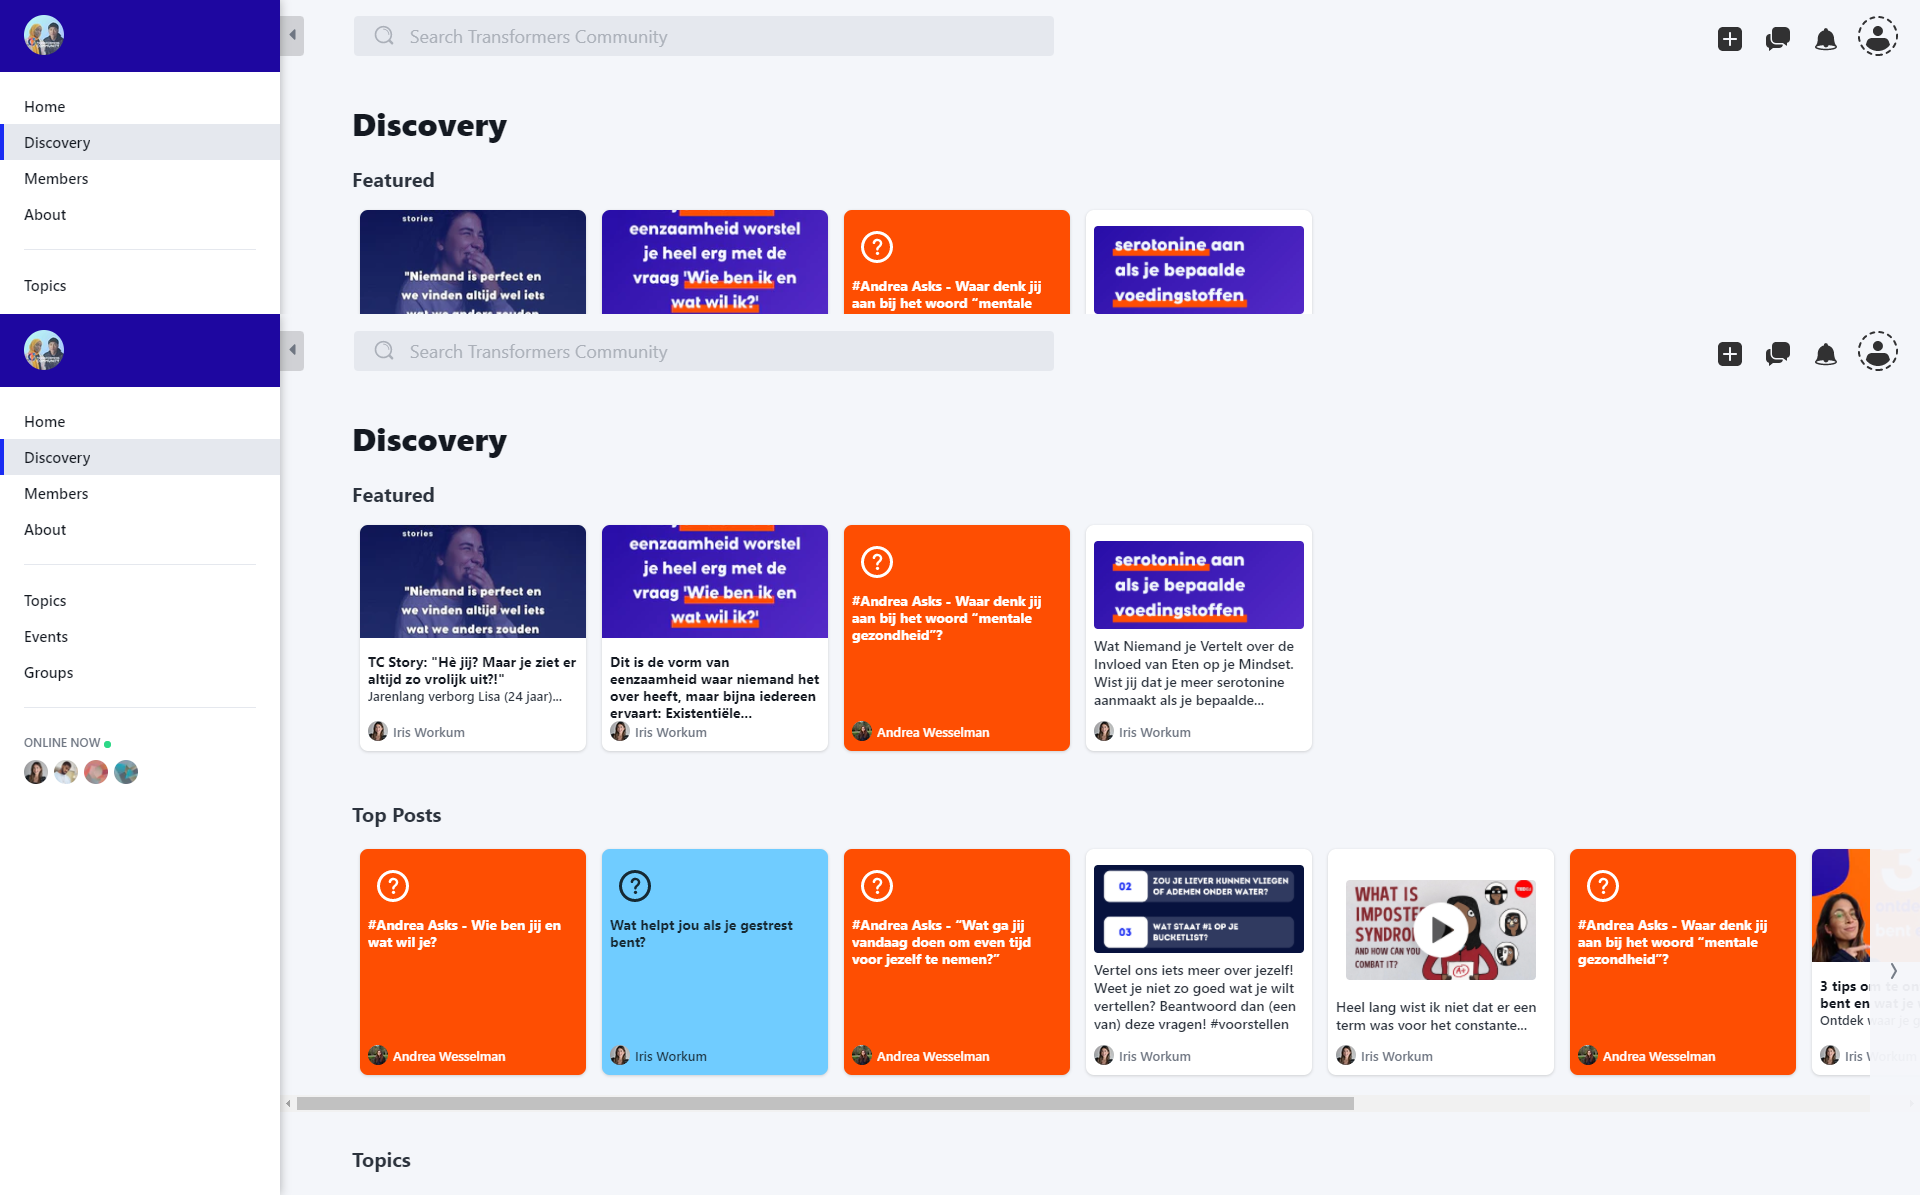 Search Transformers Community
Home
Discovery
Members
About
Topics
Discovery
Featured
stories
"Niemand is perfect en
we vinden altijd wel iets
wat we anders zouden
eenzaamheid worstel
je heel erg met de
vraag 'Wie ben ik en
wat wil ik?'
#Andrea Asks - Waar denk jij
aan bij het woord “mentale
serotonine aan
als je bepaalde
voedingstoffen
Search Transformers Community
Home
Discovery
Members
About
Topics
Events
Groups
ONLINE NOW
Discovery
Featured
stories
"Niemand is perfect en
we vinden altijd wel iets
wat we anders zouden
TC Story: "Hè jij? Maar je ziet er
altijd zo vrolijk uit?!"
Jarenlang verborg Lisa (24 jaar)...
Iris Workum
eenzaamheid worstel
je heel erg met de
vraag 'Wie ben ik en
wat wil ik?'
Dit is de vorm van
eenzaamheid waar niemand het
over heeft, maar bijna iedereen
ervaart: Existentiële...
Iris Workum
#Andrea Asks - Waar denk jij
aan bij het woord “mentale
gezondheid”?
Andrea Wesselman
serotonine aan
als je bepaalde
voedingstoffen
Wat Niemand je Vertelt over de
Invloed van Eten op je Mindset.
Wist jij dat je meer serotonine
aanmaakt als je bepaalde...
Iris Workum
Top Posts
#Andrea Asks - Wie ben jij en
wat wil je?
Andrea Wesselman
Wat helpt jou als je gestrest
bent?
Iris Workum
#Andrea Asks - “Wat ga jij
vandaag doen om even tijd
voor jezelf te nemen?”
Andrea Wesselman
02 ZOU JE LIEVER KUNNEN VLIEGEN
OF ADEMEN ONDER WATER?
03 WAT STAAT #1 OP JE
BUCKETLIST?
Vertel ons iets meer over jezelf!
Weet je niet zo goed wat je wilt
vertellen? Beantwoord dan (een
van) deze vragen! #voorstellen
Iris Workum
WHAT IS
IMPOSTE
SYNDRO
AND HOW CAN YOU
COMBAT IT?
A+
Heel lang wist ik niet dat er een
term was voor het constante...
Iris Workum
#Andrea Asks - Waar denk jij
aan bij het woord “mentale
gezondheid”?
Andrea Wesselman
3 tips om te on
bent en wat je
Ontdek waar je g
Iris Workum
Topics